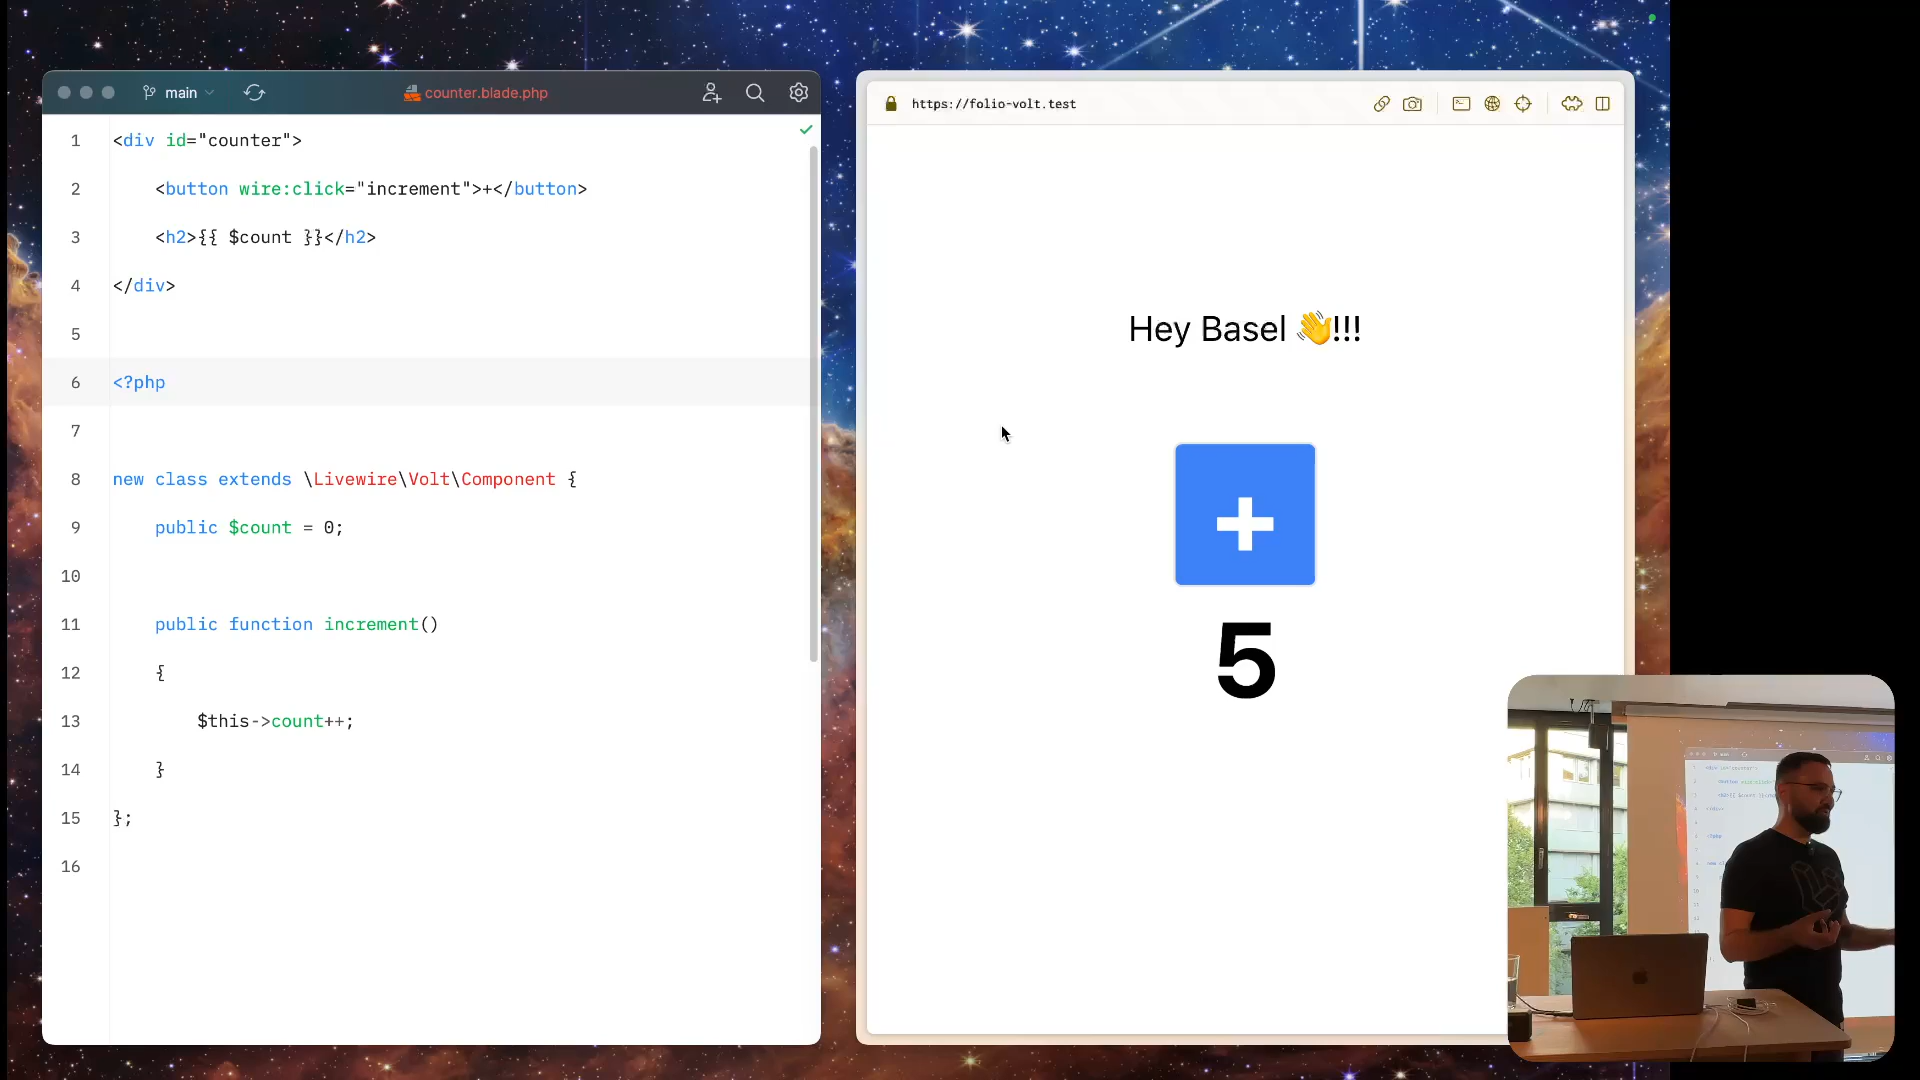 main
counter.blade.php
1 <div id="counter">
2 <button wire:click="increment">+</button>
3 <h2>{{ $count }}</h2>
4 </div>
5
6 <?php
7
8 new class extends \Livewire\Volt\Component {
9 public $count = 0;
10
11 public function increment()
12 {
13 $this->count++;
14 }
15 };
16
https://folio-volt.test
Hey Basel 👋!!!
+
5